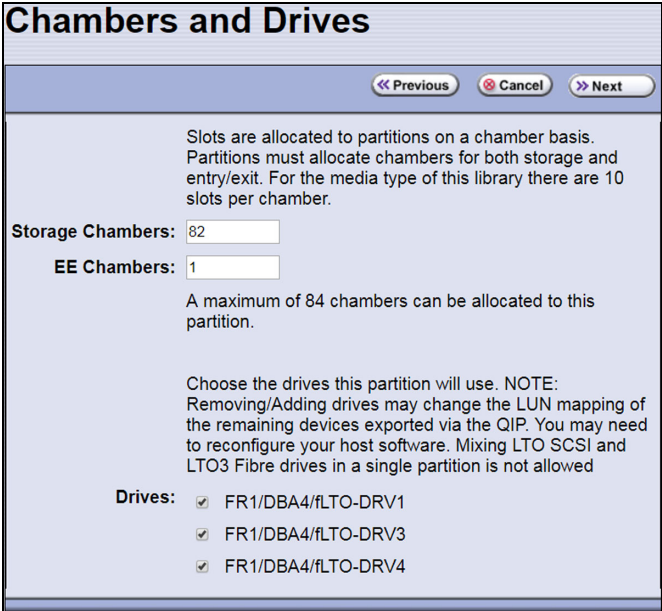 Chambers and Drives
Previous Cancel Next
Slots are allocated to partitions on a chamber basis.
Partitions must allocate chambers for both storage and
entry/exit. For the media type of this library there are 10
slots per chamber.
Storage Chambers: 82
EE Chambers: 1
A maximum of 84 chambers can be allocated to this
partition.
Choose the drives this partition will use. NOTE:
Removing/Adding drives may change the LUN mapping of
the remaining devices exported via the QIP. You may need
to reconfigure your host software. Mixing LTO SCSI and
LTO3 Fibre drives in a single partition is not allowed
Drives: FR1/DBA4/fLTO-DRV1
FR1/DBA4/fLTO-DRV3
FR1/DBA4/fLTO-DRV4